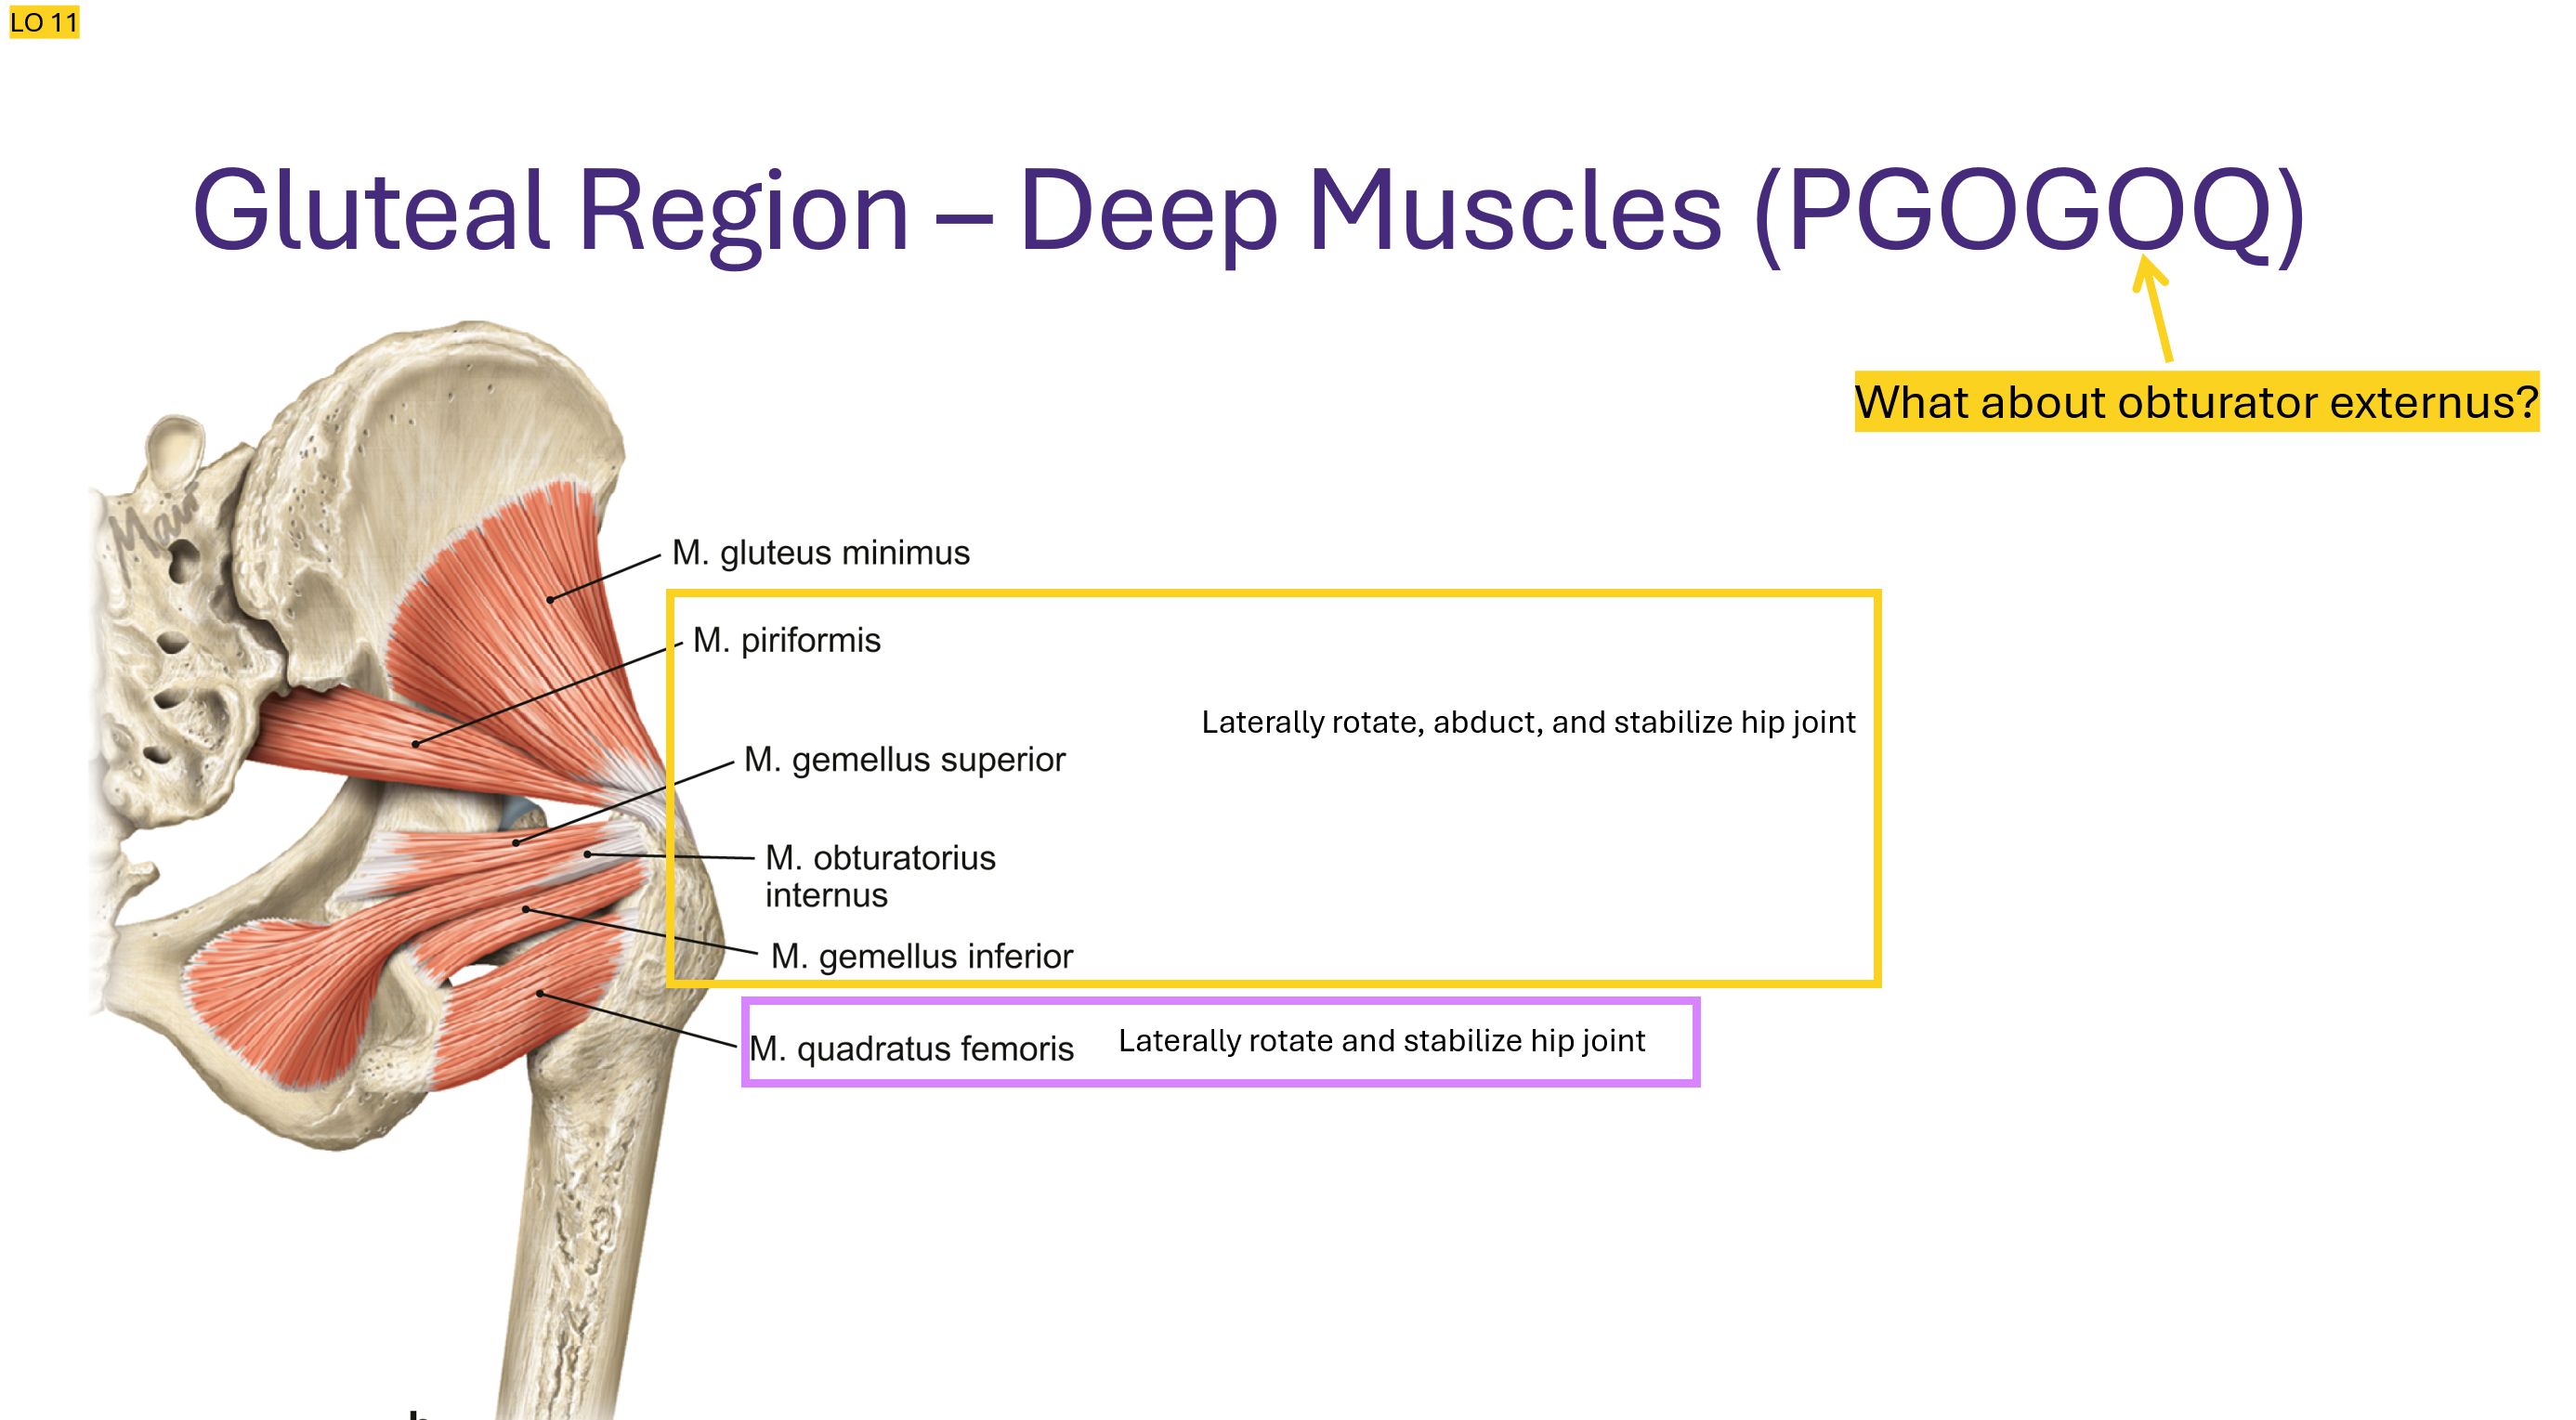 LO 11
Gluteal Region – Deep Muscles (PGOGOQ)
What about obturator externus?
M. gluteus minimus
M. piriformis
Laterally rotate, abduct, and stabilize hip joint
M. gemellus superior
M. obturatorius
internus
M. gemellus inferior
M. quadratus femoris Laterally rotate and stabilize hip joint